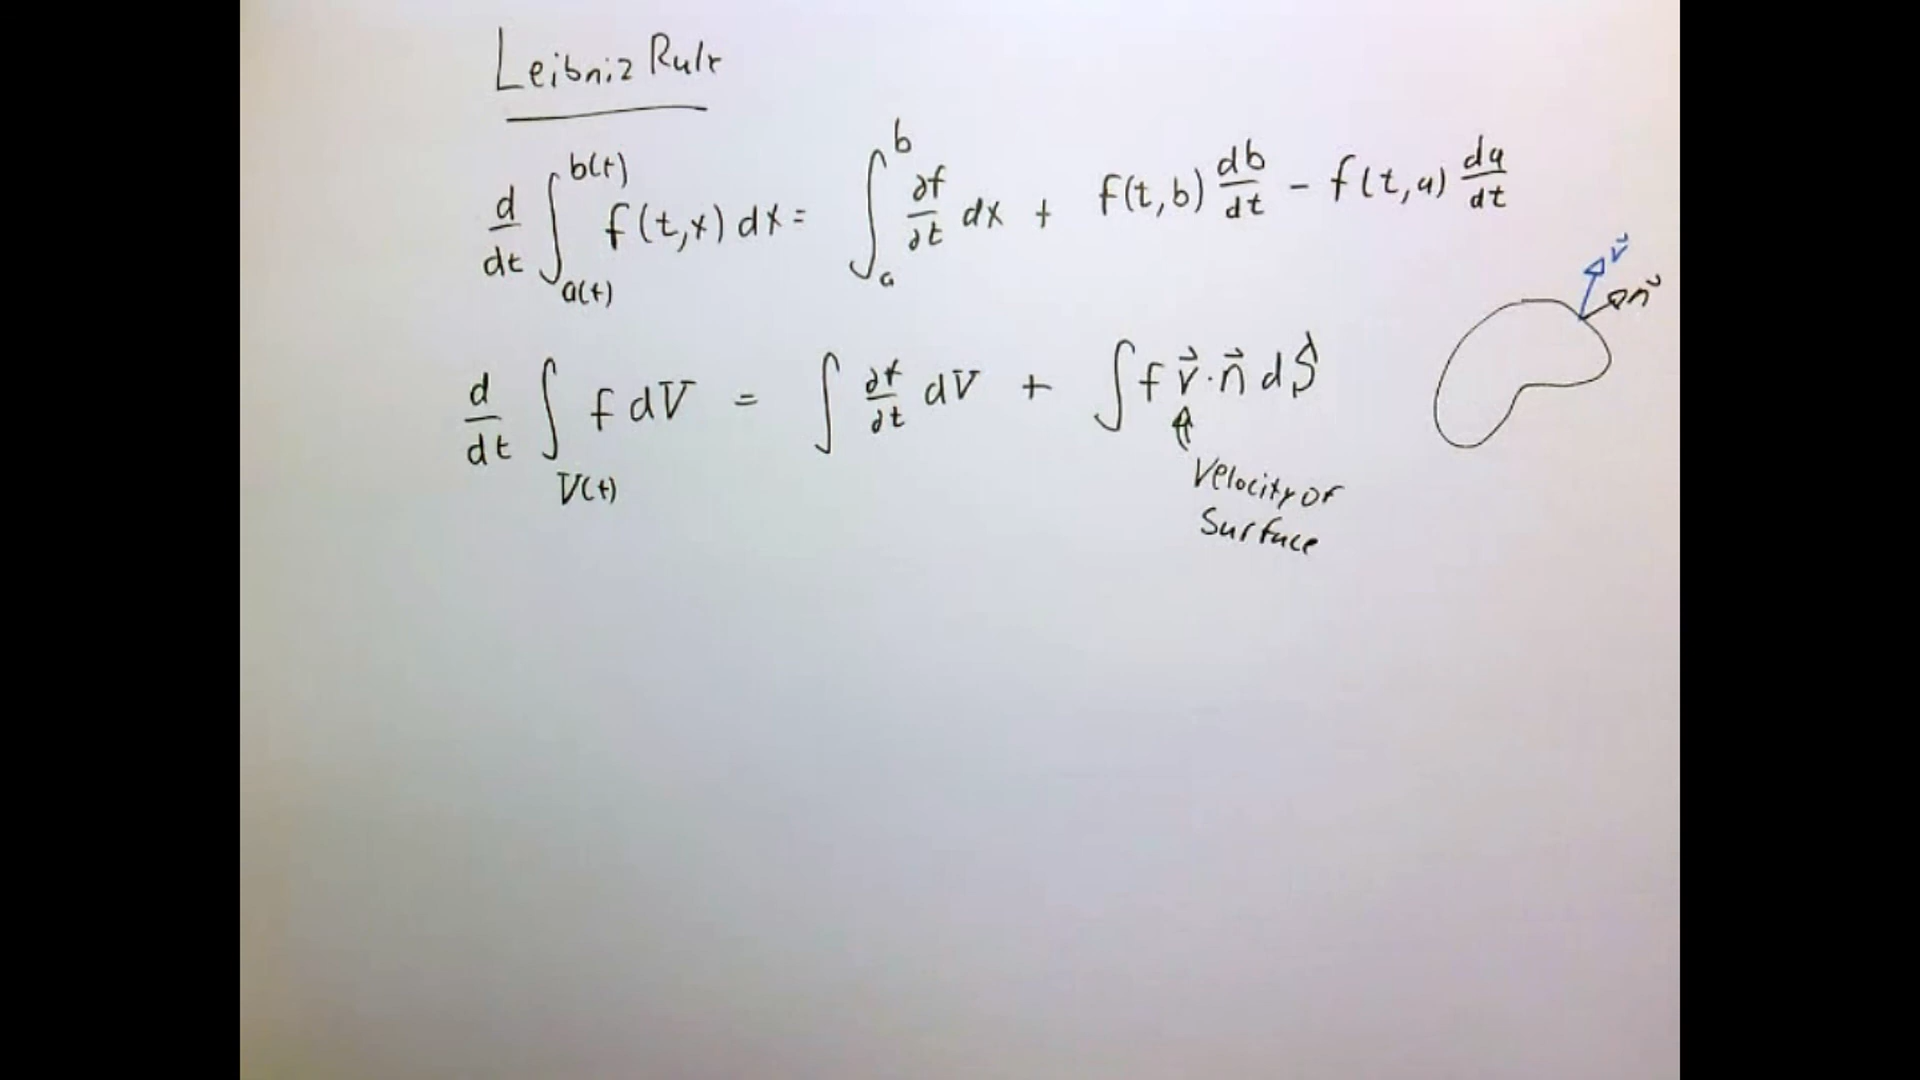 Leibniz Rule
d/dt ∫_{a(t)}^{b(t)} f(t,x) dx = ∫_a^b ∂f/∂t dx + f(t,b) db/dt - f(t,a) da/dt
v⃗
n⃗
d/dt ∫_{V(t)} f dV = ∫ ∂f/∂t dV + ∫ f v⃗·n⃗ dS
Velocity of
Surface